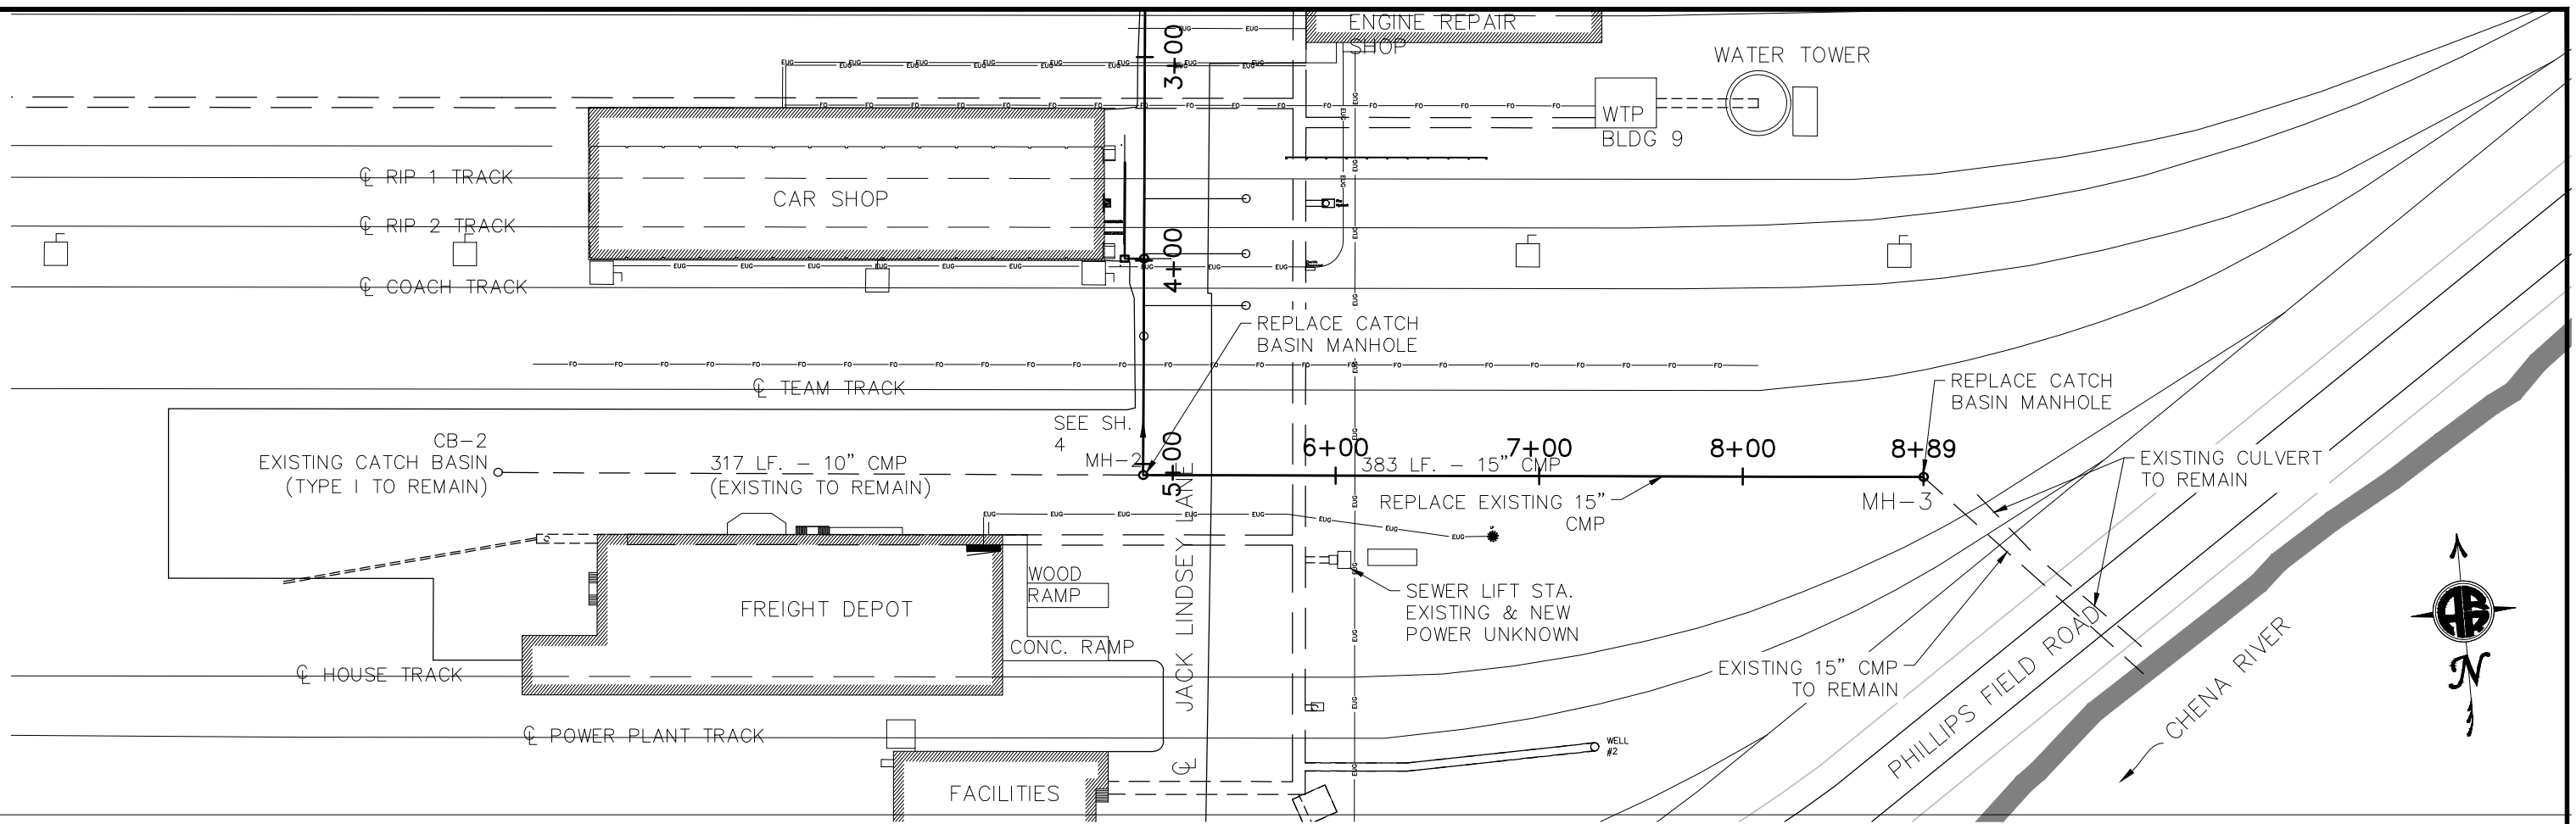 ENGINE REPAIR
SHOP
WATER TOWER
3+00
WTP
BLDG 9
℄ RIP 1 TRACK
CAR SHOP
℄ RIP 2 TRACK
4+00
℄ COACH TRACK
REPLACE CATCH
BASIN MANHOLE
℄ TEAM TRACK
REPLACE CATCH
BASIN MANHOLE
SEE SH.
4
CB-2
EXISTING CATCH BASIN
(TYPE I TO REMAIN)
317 LF. - 10" CMP
(EXISTING TO REMAIN)
MH-2
5+00
6+00
7+00
8+00
8+89
383 LF. - 15" CMP
REPLACE EXISTING 15"
CMP
MH-3
EXISTING CULVERT
TO REMAIN
℄ JACK LINDSEY LANE
WOOD
RAMP
FREIGHT DEPOT
SEWER LIFT STA.
EXISTING & NEW
POWER UNKNOWN
CONC. RAMP
℄ HOUSE TRACK
EXISTING 15" CMP
TO REMAIN
PHILLIPS FIELD ROAD
CHENA RIVER
N
℄ POWER PLANT TRACK
WELL
#2
FACILITIES
EUG
FO